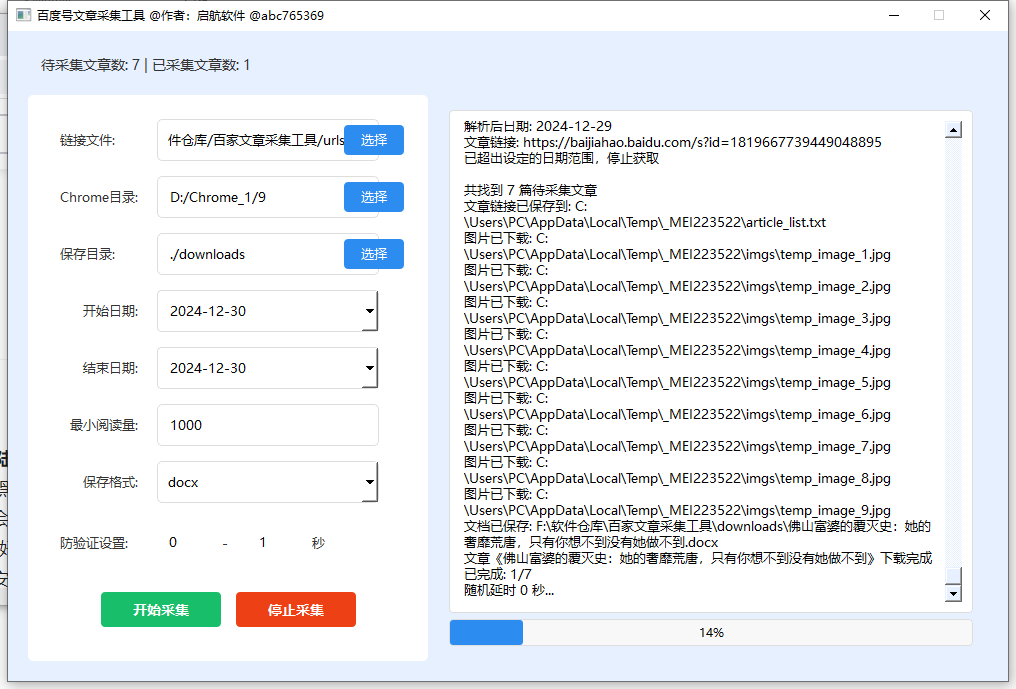 百度号文章采集工具 @作者：启航软件 @abc765369
待采集文章数: 7 | 已采集文章数: 1
链接文件:
件仓库/百家文章采集工具/urls
选择
Chrome目录:
D:/Chrome_1/9
选择
保存目录:
./downloads
选择
开始日期:
2024-12-30
结束日期:
2024-12-30
最小阅读量:
1000
保存格式:
docx
防验证设置:
0
-
1
秒
开始采集
停止采集
解析后日期: 2024-12-29
文章链接: https://baijiahao.baidu.com/s?id=1819667739449048895
已超出设定的日期范围，停止获取
共找到 7 篇待采集文章
文章链接已保存到: C:
\Users\PC\AppData\Local\Temp\_MEI223522\article_list.txt
图片已下载: C:
\Users\PC\AppData\Local\Temp\_MEI223522\imgs\temp_image_1.jpg
图片已下载: C:
\Users\PC\AppData\Local\Temp\_MEI223522\imgs\temp_image_2.jpg
图片已下载: C:
\Users\PC\AppData\Local\Temp\_MEI223522\imgs\temp_image_3.jpg
图片已下载: C:
\Users\PC\AppData\Local\Temp\_MEI223522\imgs\temp_image_4.jpg
图片已下载: C:
\Users\PC\AppData\Local\Temp\_MEI223522\imgs\temp_image_5.jpg
图片已下载: C:
\Users\PC\AppData\Local\Temp\_MEI223522\imgs\temp_image_6.jpg
图片已下载: C:
\Users\PC\AppData\Local\Temp\_MEI223522\imgs\temp_image_7.jpg
图片已下载: C:
\Users\PC\AppData\Local\Temp\_MEI223522\imgs\temp_image_8.jpg
图片已下载: C:
\Users\PC\AppData\Local\Temp\_MEI223522\imgs\temp_image_9.jpg
文档已保存: F:\软件仓库\百家文章采集工具\downloads\佛山富婆的覆灭史：她的
奢靡荒唐，只有你想不到没有她做不到.docx
文章《佛山富婆的覆灭史：她的奢靡荒唐，只有你想不到没有她做不到》下载完成
已完成: 1/7
随机延时 0 秒...
14%